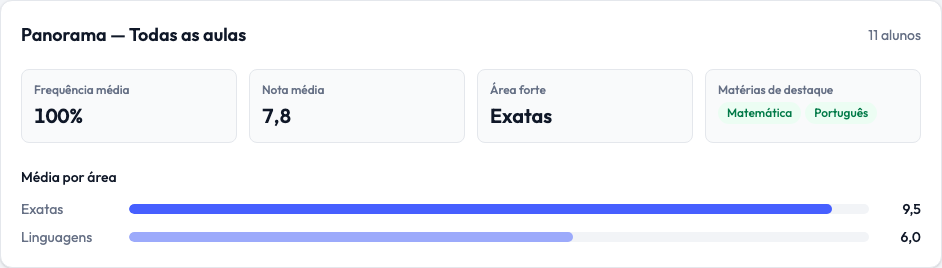 Panorama — Todas as aulas
11 alunos
Frequência média
100%
Nota média
7,8
Área forte
Exatas
Matérias de destaque
Matemática Português
Média por área
Exatas 9,5
Linguagens 6,0